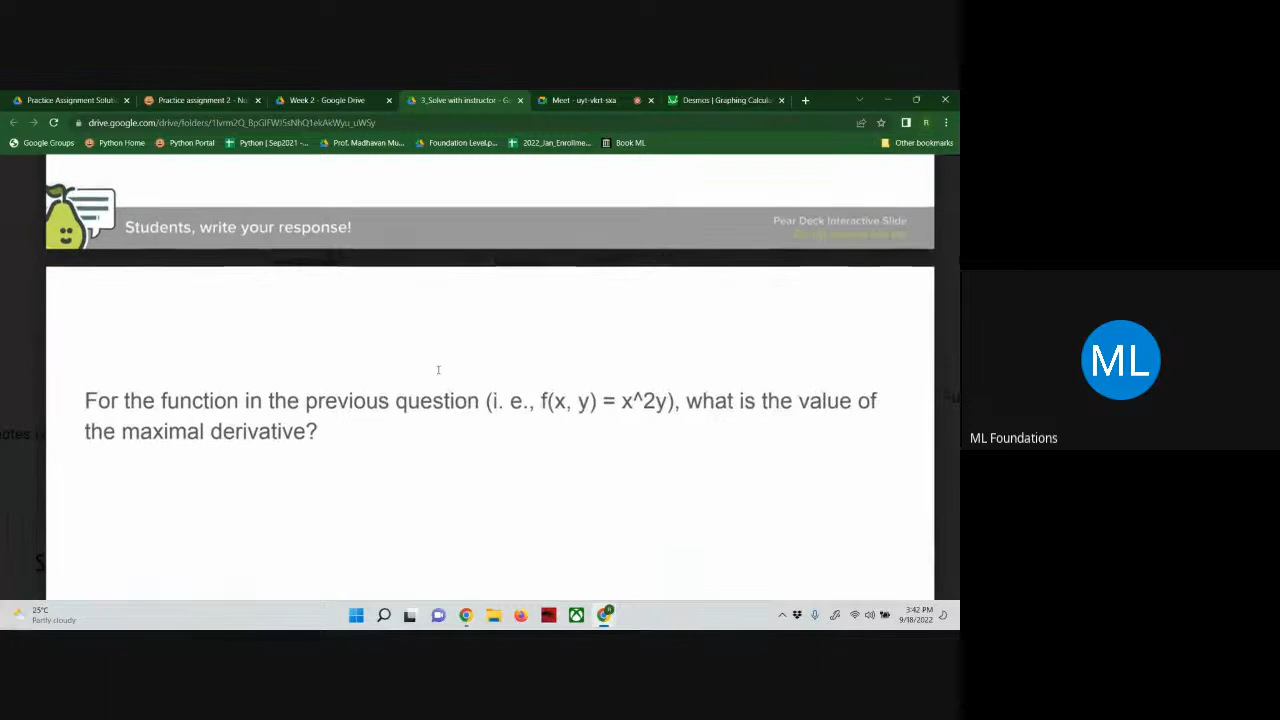 Practice Assignment Soluti
Practice assignment 2 - No
Week 2 - Google Drive
3_Solve with instructor - G
Meet - uyt-vkrt-sxa
Desmos | Graphing Calcula
Google Groups
Python Home
Python Portal
Python | Sep2021 -...
Prof. Madhavan Mu...
Foundation Level.p...
2022_Jan_Enrollme...
Book ML
Other bookmarks
Students, write your response!
Pear Deck Interactive Slide
For the function in the previous question (i. e., f(x, y) = x^2y), what is the value of
the maximal derivative?
ML
ML Foundations
25°C
Partly cloudy
3:42 PM
9/18/2022